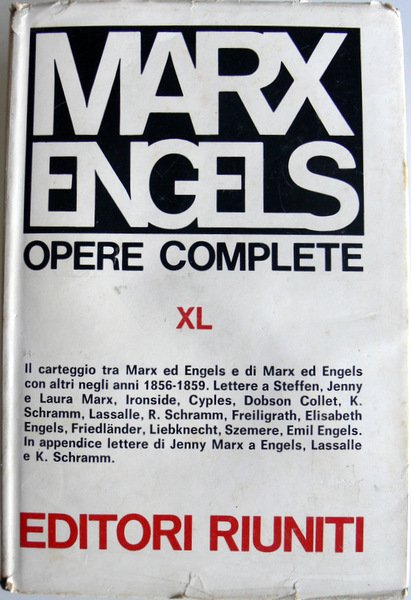 MARX
ENGELS
OPERE COMPLETE
XL
Il carteggio tra Marx ed Engels e di Marx ed Engels
con altri negli anni 1856-1859. Lettere a Steffen, Jenny
e Laura Marx, Ironside, Cyples, Dobson Collet, K.
Schramm, Lassalle, R. Schramm, Freiligrath, Elisabeth
Engels, Friedländer, Liebknecht, Szemere, Emil Engels.
In appendice lettere di Jenny Marx a Engels, Lassalle
e K. Schramm.
EDITORI RIUNITI